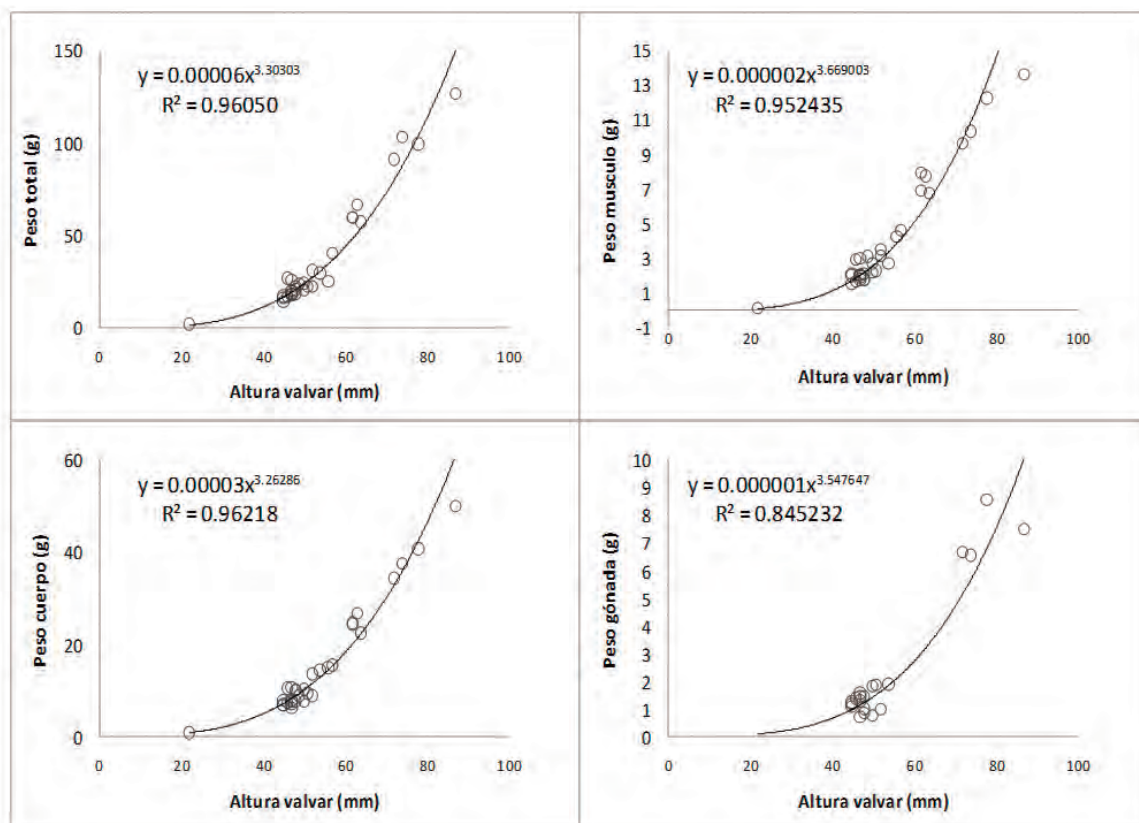 150
100
50
0
Peso total (g)
y = 0.00006x^3.30303
R² = 0.96050
0 20 40 60 80 100
Altura valvar (mm)
15
13
11
9
7
5
3
1
-1
Peso musculo (g)
y = 0.000002x^3.669003
R² = 0.952435
0 20 40 60 80 100
Altura valvar (mm)
60
40
20
0
Peso cuerpo (g)
y = 0.00003x^3.26286
R² = 0.96218
0 20 40 60 80 100
Altura valvar (mm)
10
9
8
7
6
5
4
3
2
1
0
Peso gónada (g)
y = 0.000001x^3.547647
R² = 0.845232
0 20 40 60 80 100
Altura valvar (mm)